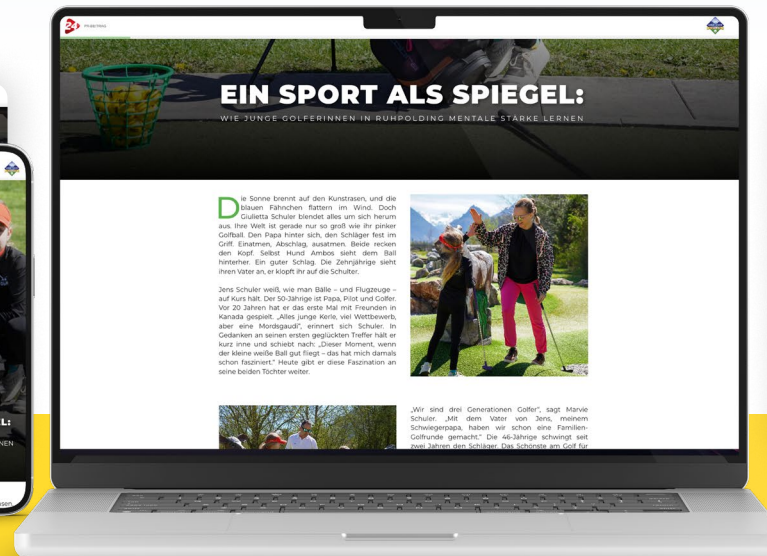 24
EIN SPORT ALS SPIEGEL:
WIE JUNGE GOLFERINNEN IN RUHPOLDING MENTALE STÄRKE LERNEN
Die Sonne brennt auf den Kunstrasen, und die
blauen Fähnchen flattern im Wind. Doch
Giulietta Schuler blendet alles um sich herum
aus. Ihre Welt ist gerade nur so groß wie ihr pinker
Golfball. Den Papa hinter sich, den Schläger fest im
Griff. Einatmen, Abschlag, ausatmen. Beide recken
den Kopf. Selbst Hund Ambos sieht dem Ball
hinterher. Ein guter Schlag. Die Zehnjährige sieht
ihren Vater an, er klopft ihr auf die Schulter.
Jens Schuler weiß, wie man Bälle – und Flugzeuge –
auf Kurs hält. Der 50-Jährige ist Papa, Pilot und Golfer.
Vor 20 Jahren hat er das erste Mal mit Freunden in
Kanada gespielt. „Alles junge Kerle, viel Wettbewerb,
aber eine Mordsgaudi“, erinnert sich Schuler. In
Gedanken an seinen ersten geglückten Treffer hält er
kurz inne und schiebt nach: „Dieser Moment, wenn
der kleine weiße Ball gut fliegt – das hat mich damals
schon fasziniert.“ Heute gibt er diese Faszination an
seine beiden Töchter weiter.
„Wir sind drei Generationen Golfer“, sagt Marvie
Schuler. „Mit dem Vater von Jens, meinem
Schwiegerpapa, haben wir schon eine Familien-
Golfrunde gemacht.“ Die 46-Jährige schwingt seit
zwei Jahren den Schläger. Das Schönste am Golf für
L:
NEN